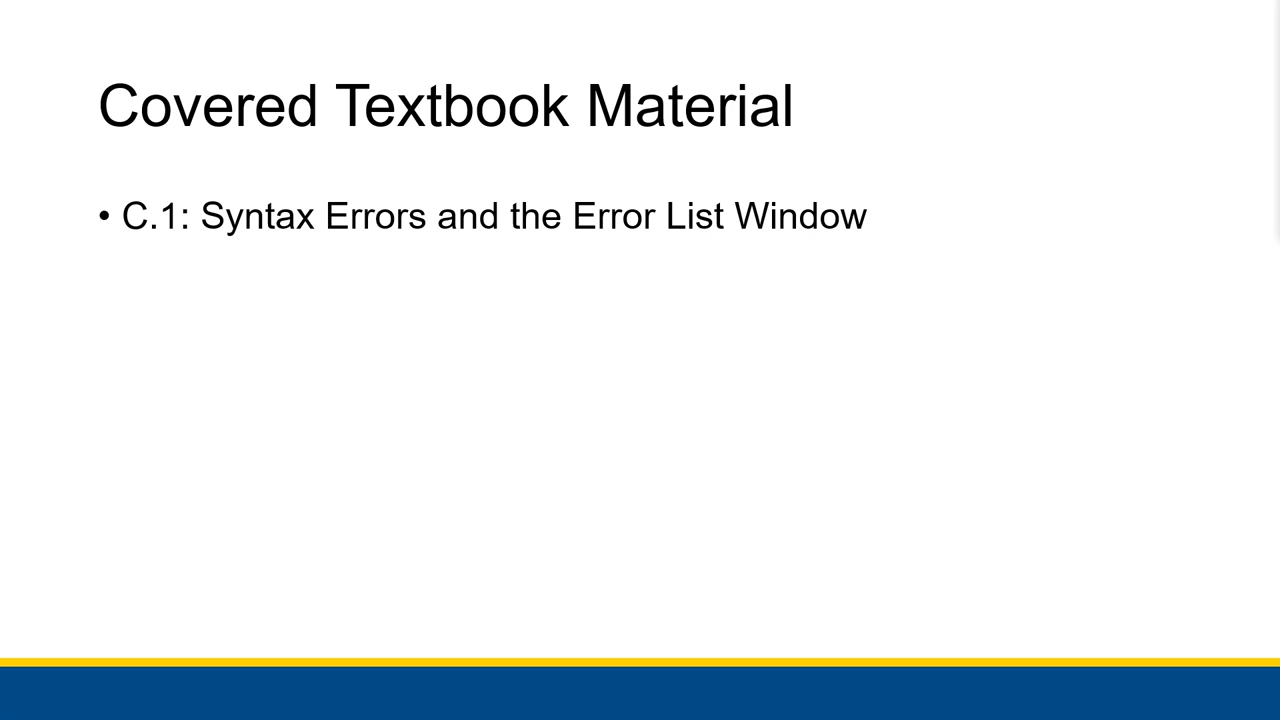 Covered Textbook Material
• C.1: Syntax Errors and the Error List Window